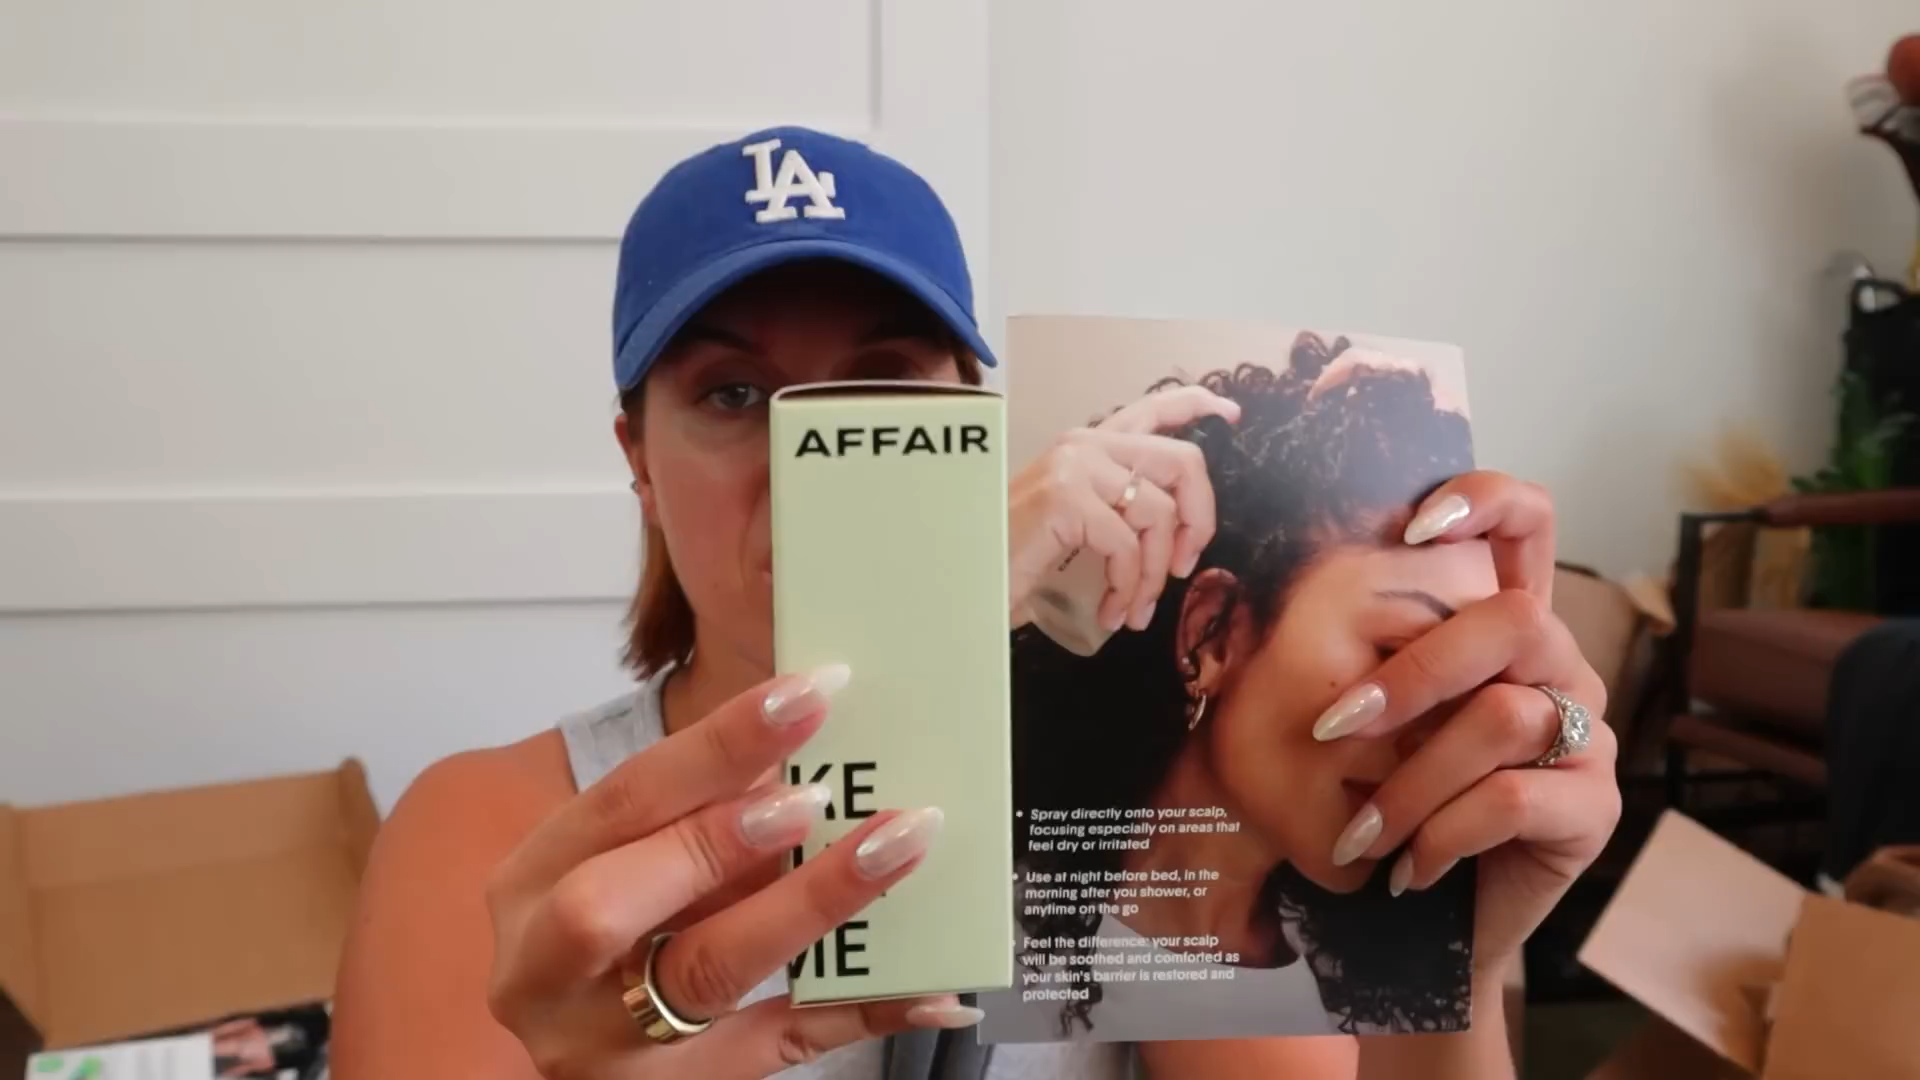 LA
AFFAIR
KE
ME
Spray directly onto your scalp,
focusing especially on areas that
feel dry or irritated
Use at night before bed, in the
morning after you shower, or
anytime on the go
Feel the difference: your scalp
will be soothed and comforted as
your skin's barrier is restored and
protected